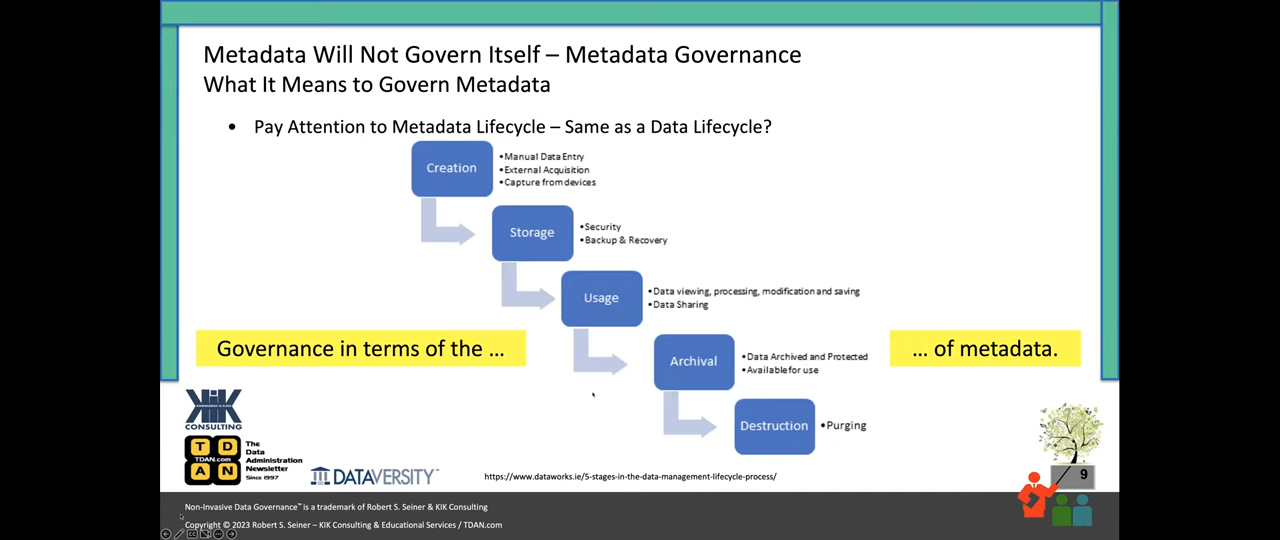 Metadata Will Not Govern Itself – Metadata Governance
What It Means to Govern Metadata
• Pay Attention to Metadata Lifecycle – Same as a Data Lifecycle?
Creation
•Manual Data Entry
•External Acquisition
•Capture from devices
Storage
•Security
•Backup & Recovery
Usage
•Data viewing, processing, modification and saving
•Data Sharing
Governance in terms of the …
… of metadata.
Archival
•Data Archived and Protected
•Available for use
Destruction
•Purging
KIK
CONSULTING
T D
TDAN.com
A N
The
Data
Administration
Newsletter
Since 1997
DATAVERSITY
https://www.dataworks.ie/5-stages-in-the-data-management-lifecycle-process/
9
Non-Invasive Data Governance™ is a trademark of Robert S. Seiner & KIK Consulting
Copyright © 2023 Robert S. Seiner – KIK Consulting & Educational Services / TDAN.com